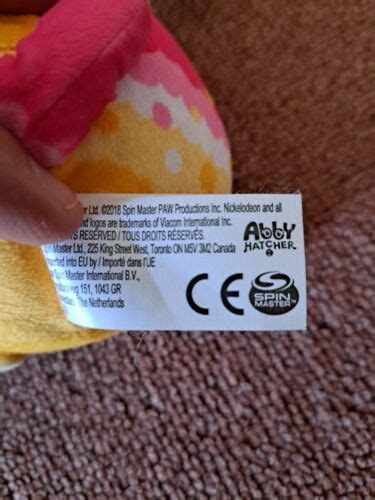 Ltd. ©2018 Spin Master PAW Productions Inc. Nickelodeon and all
and logos are trademarks of Viacom International Inc.
RESERVED / TOUS DROITS RÉSERVÉS.
Master Ltd., 225 King Street West, Toronto ON M5V 3M2 Canada
into EU by / Importé dans l'UE
Spin Master International B.V.,
151, 1043 GR
The Netherlands
Abby
HATCHER
CE
SPIN
MASTER